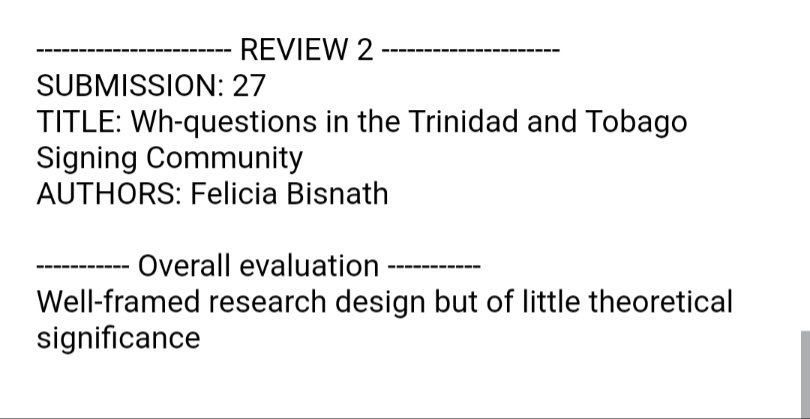 ----------------------- REVIEW 2 ---------------------
SUBMISSION: 27
TITLE: Wh-questions in the Trinidad and Tobago
Signing Community
AUTHORS: Felicia Bisnath
----------- Overall evaluation -----------
Well-framed research design but of little theoretical
significance